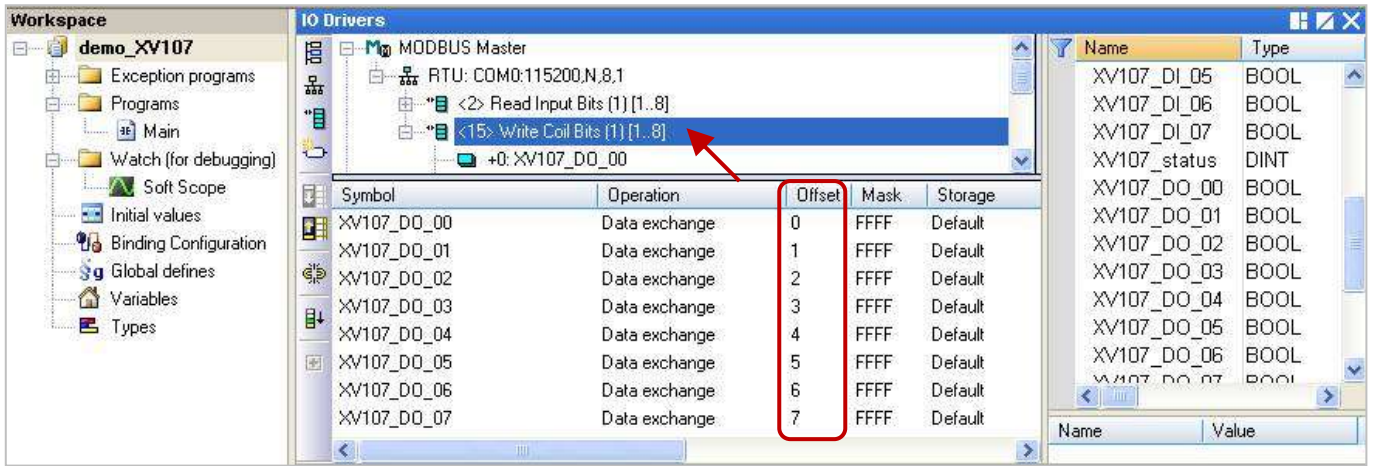 Workspace
demo_XV107
Exception programs
Programs
Main
Watch (for debugging)
Soft Scope
Initial values
Binding Configuration
Global defines
Variables
Types
IO Drivers
MODBUS Master
RTU: COM0:115200,N,8,1
<2> Read Input Bits (1) [1..8]
<15> Write Coil Bits (1) [1..8]
+0: XV107_DO_00
Symbol Operation Offset Mask Storage
XV107_DO_00 Data exchange 0 FFFF Default
XV107_DO_01 Data exchange 1 FFFF Default
XV107_DO_02 Data exchange 2 FFFF Default
XV107_DO_03 Data exchange 3 FFFF Default
XV107_DO_04 Data exchange 4 FFFF Default
XV107_DO_05 Data exchange 5 FFFF Default
XV107_DO_06 Data exchange 6 FFFF Default
XV107_DO_07 Data exchange 7 FFFF Default
Name Type
XV107_DI_05 BOOL
XV107_DI_06 BOOL
XV107_DI_07 BOOL
XV107_status DINT
XV107_DO_00 BOOL
XV107_DO_01 BOOL
XV107_DO_02 BOOL
XV107_DO_03 BOOL
XV107_DO_04 BOOL
XV107_DO_05 BOOL
XV107_DO_06 BOOL
XV107_DO_07 BOOL
Name Value